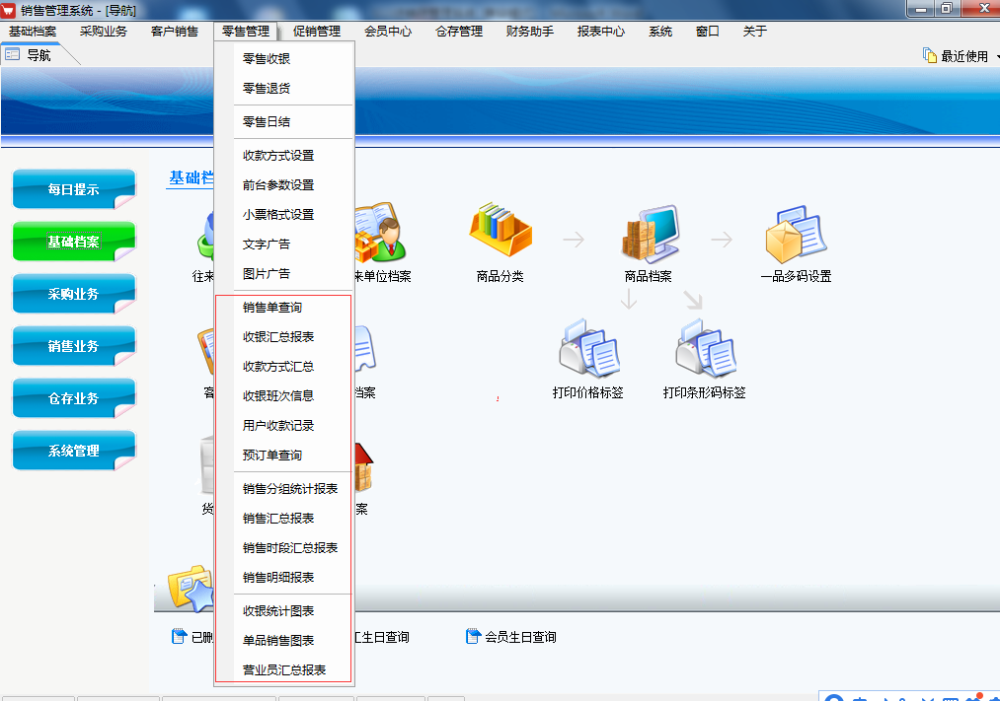 销售管理系统 - [导航]
基础档案 采购业务 客户销售 零售管理 促销管理 会员中心 仓存管理 财务助手 报表中心 系统 窗口 关于
导航
最近使用
零售收银
零售退货
零售日结
收款方式设置
前台参数设置
小票格式设置
文字广告
图片广告
销售单查询
收银汇总报表
收款方式汇总
收银班次信息
用户收款记录
预订单查询
销售分组统计报表
销售汇总报表
销售时段汇总报表
销售明细报表
收银统计图表
单品销售图表
营业员汇总报表
每日提示
基础档案
采购业务
销售业务
仓存业务
系统管理
基础档
往来
来单位档案
商品分类
商品档案
一品多码设置
客
档案
打印价格标签
打印条形码标签
货
案
已删
工生日查询
会员生日查询